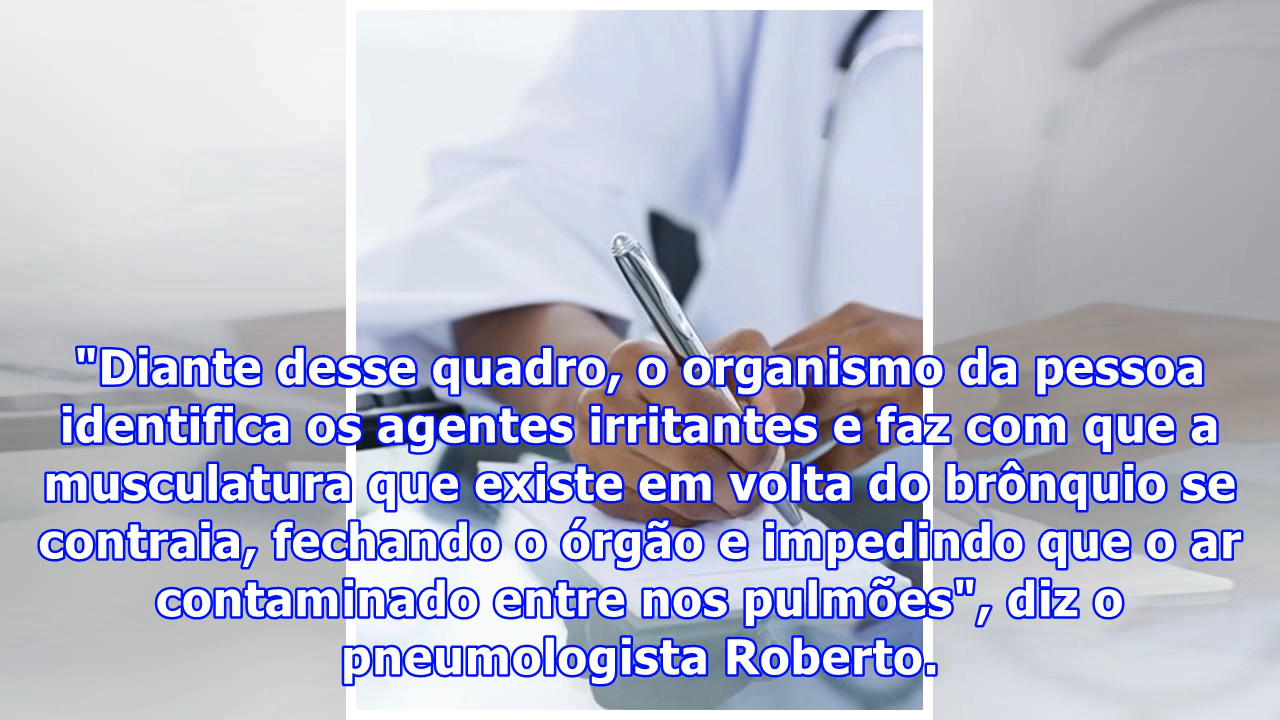 "Diante desse quadro, o organismo da pessoa
identifica os agentes irritantes e faz com que a
musculatura que existe em volta do brônquio se
contraia, fechando o órgão e impedindo que o ar
contaminado entre nos pulmões", diz o
pneumologista Roberto.